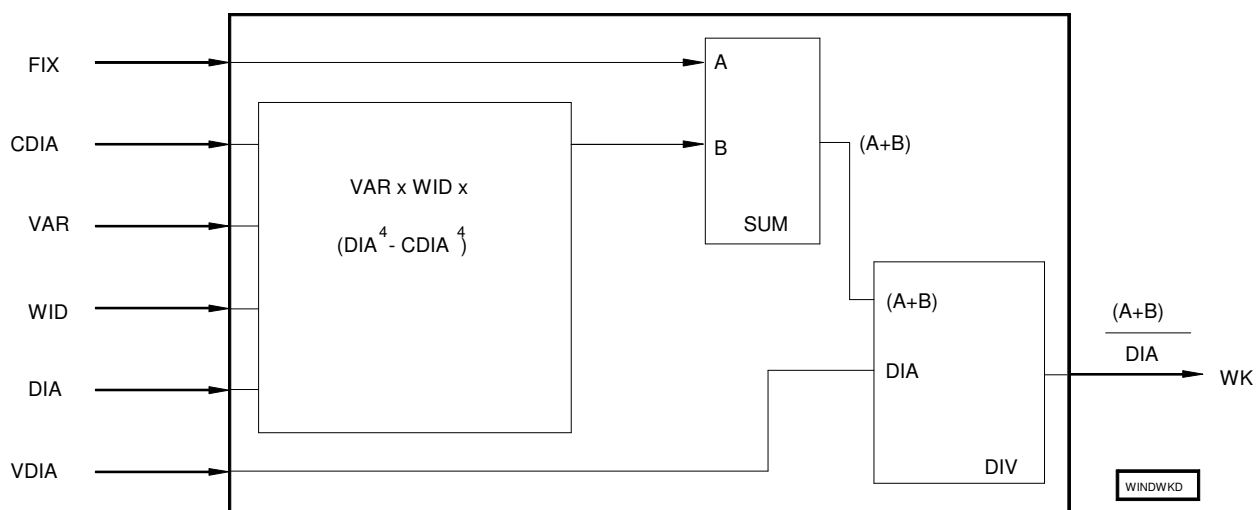 FIX
CDIA
VAR
WID
DIA
VDIA
VAR x WID x
(DIA⁴ - CDIA⁴)
A
B
SUM
(A+B)
(A+B)
DIA
DIV
(A+B)
DIA
WK
WINDWKD